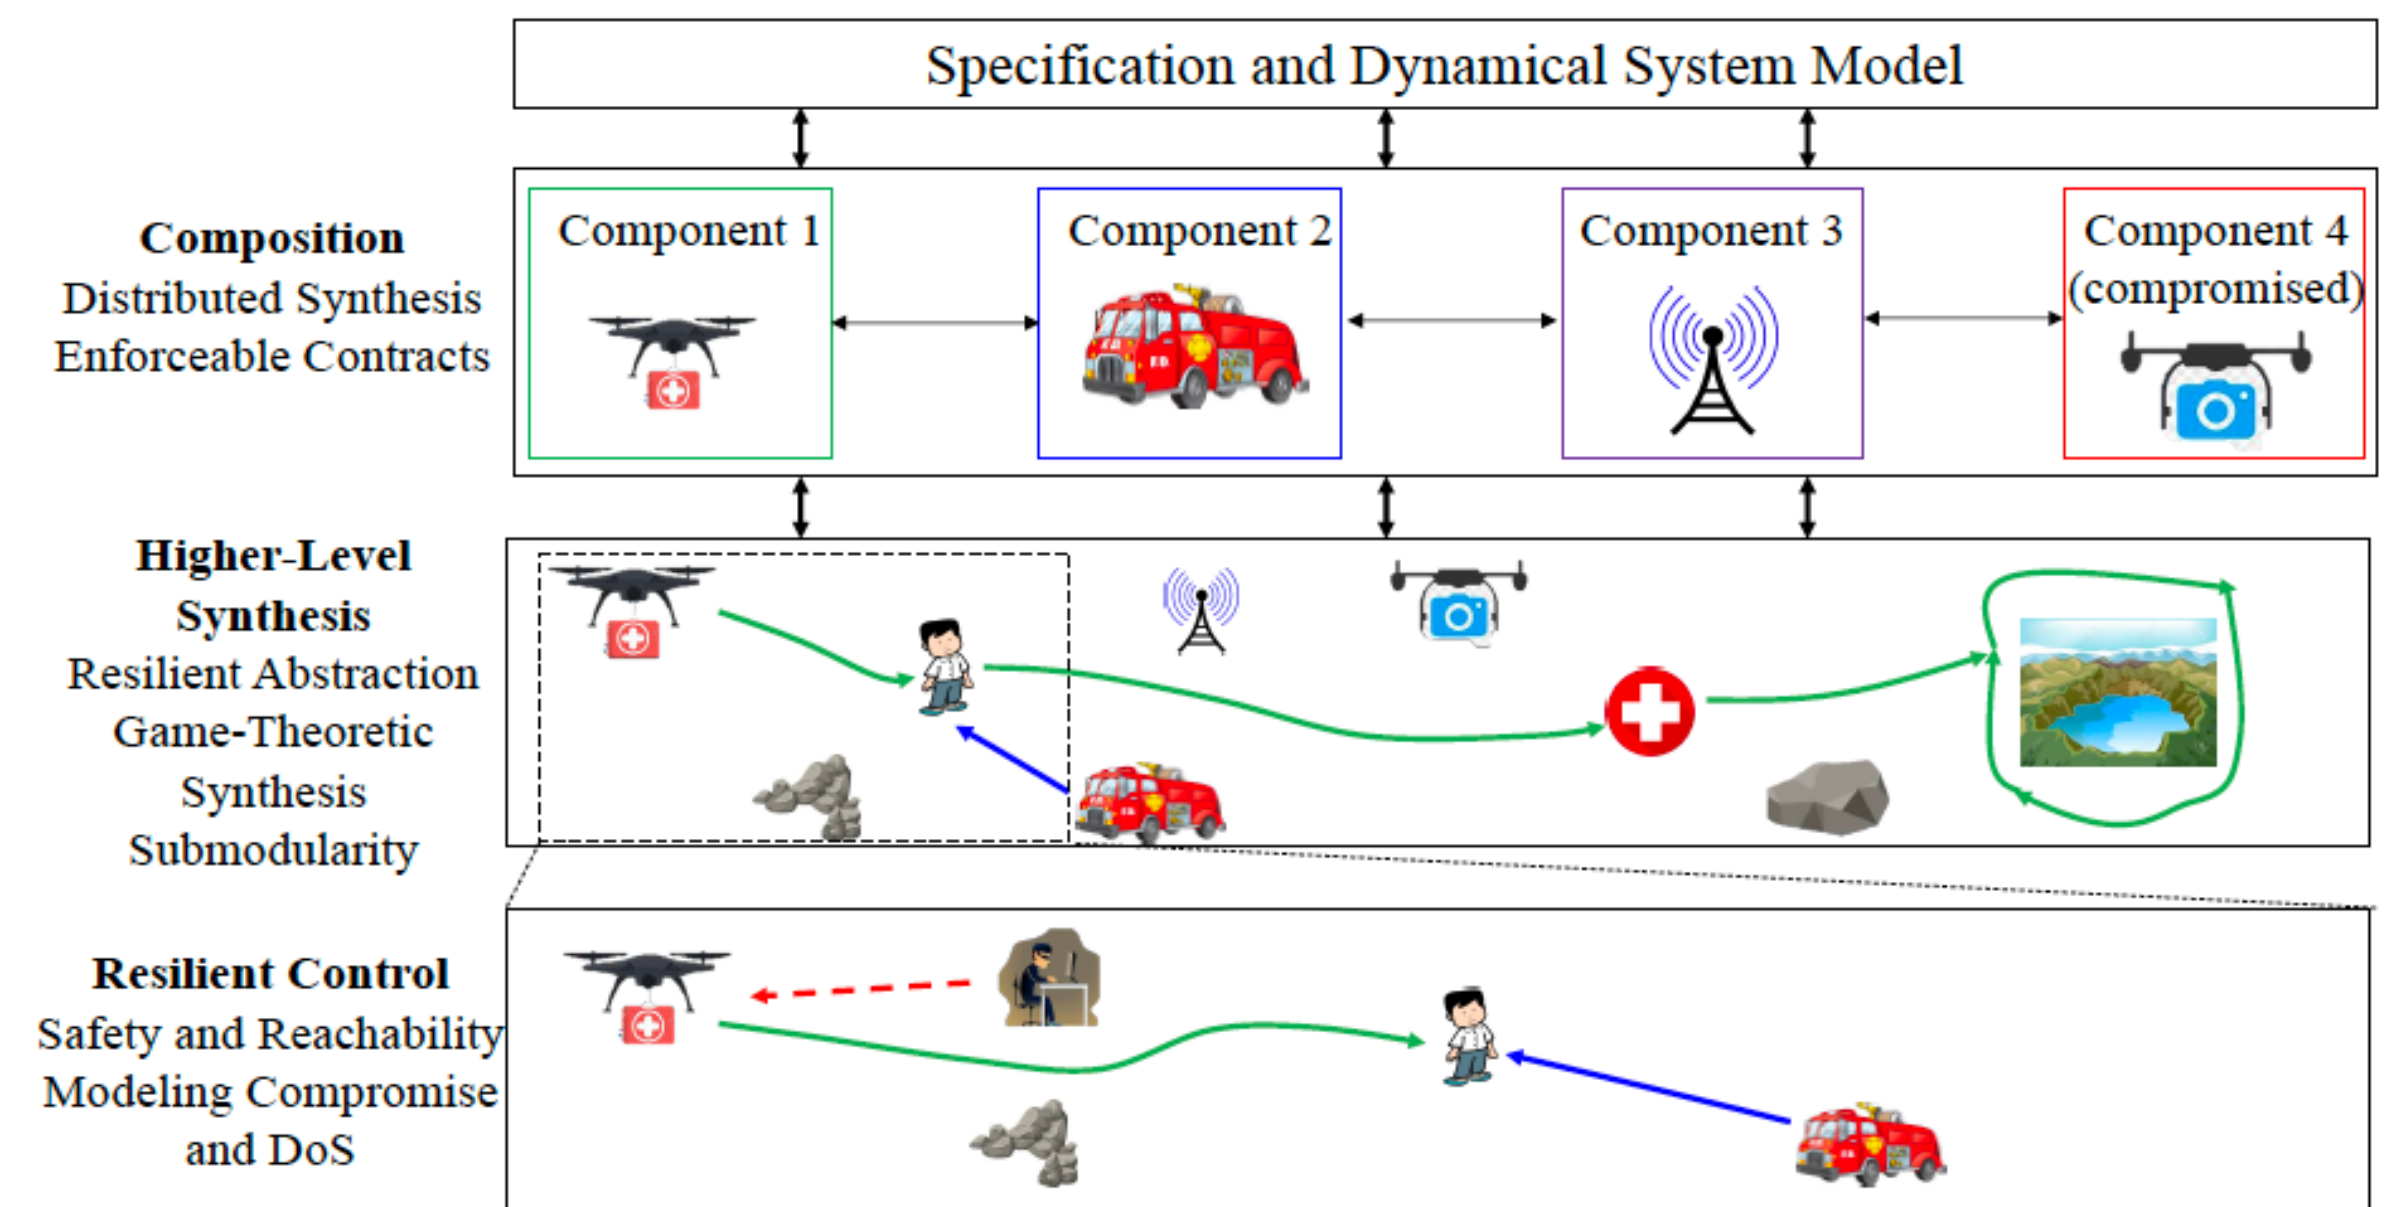 Specification and Dynamical System Model
Composition
Distributed Synthesis
Enforceable Contracts
Component 1
Component 2
Component 3
Component 4
(compromised)
Higher-Level
Synthesis
Resilient Abstraction
Game-Theoretic
Synthesis
Submodularity
Resilient Control
Safety and Reachability
Modeling Compromise
and DoS